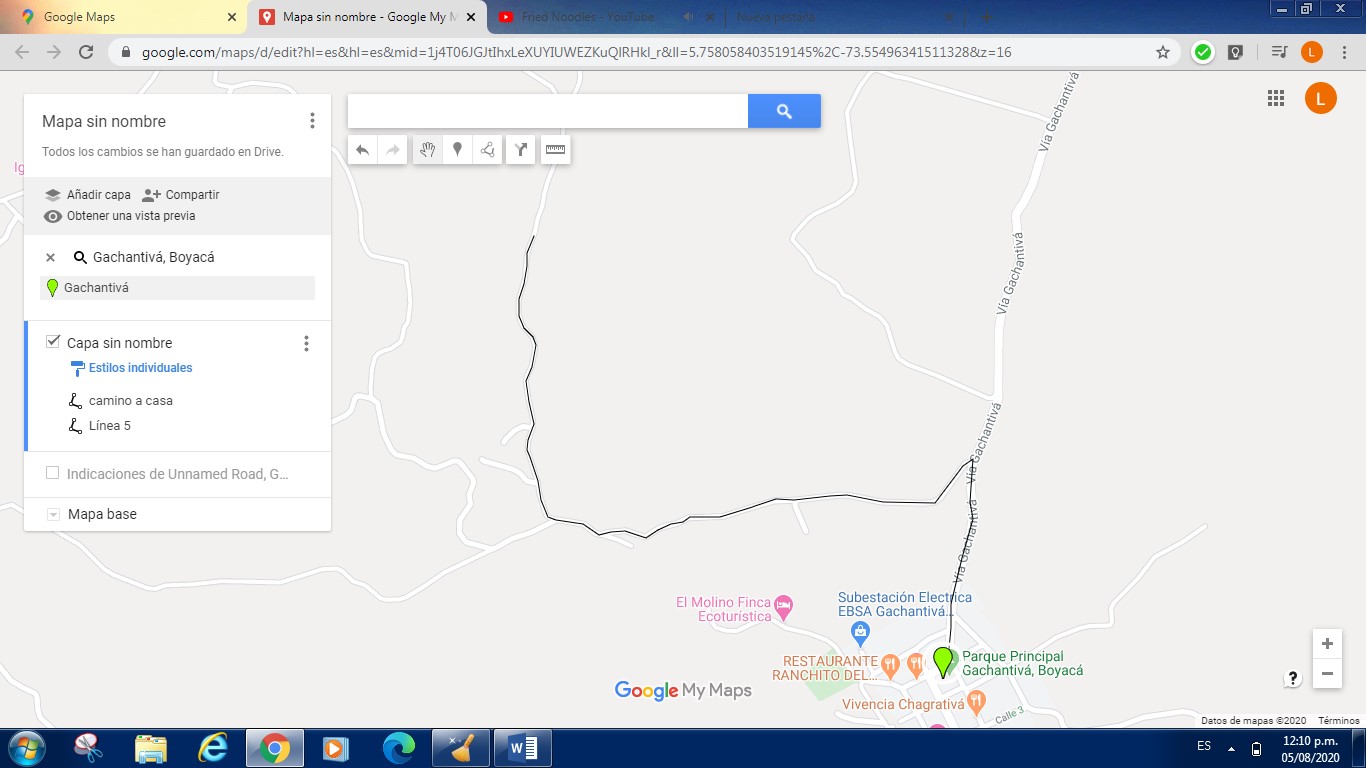 Google Maps
Mapa sin nombre - Google My M
Fried Noodles - YouTube
Nueva pestaña
google.com/maps/d/edit?hl=es&hl=es&mid=1j4T06JGJtIhxLeXUYIUWEZKuQlRHkl_r&ll=5.758058403519145%2C-73.55496341511328&z=16
L
L
Mapa sin nombre
Todos los cambios se han guardado en Drive.
Ig
Añadir capa
Compartir
Obtener una vista previa
Gachantivá, Boyacá
Gachantivá
Capa sin nombre
Estilos individuales
camino a casa
Línea 5
Indicaciones de Unnamed Road, G...
Mapa base
Vía Gachantivá
Vía Gachantivá
Vía Gachantivá
Vía Gachantivá
El Molino Finca
Ecoturística
Subestación Electrica
EBSA Gachantivá...
RESTAURANTE
RANCHITO DEL...
Parque Principal
Gachantivá, Boyacá
Vivencia Chagrativá
Calle 3
Google My Maps
Datos de mapas ©2020
Términos
ES
12:10 p.m.
05/08/2020